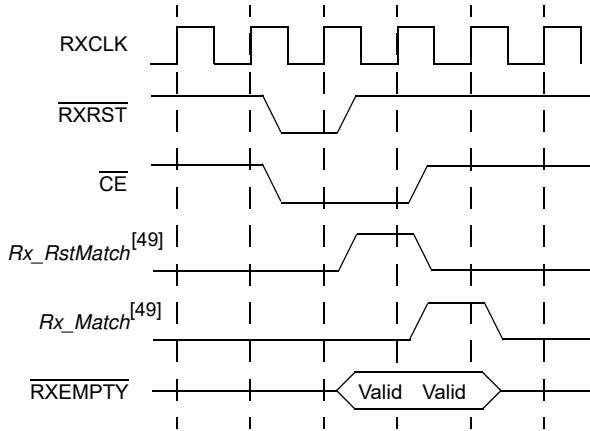 RXCLK
RXRST
CE
Rx_RstMatch[49]
Rx_Match[49]
RXEMPTY
Valid Valid